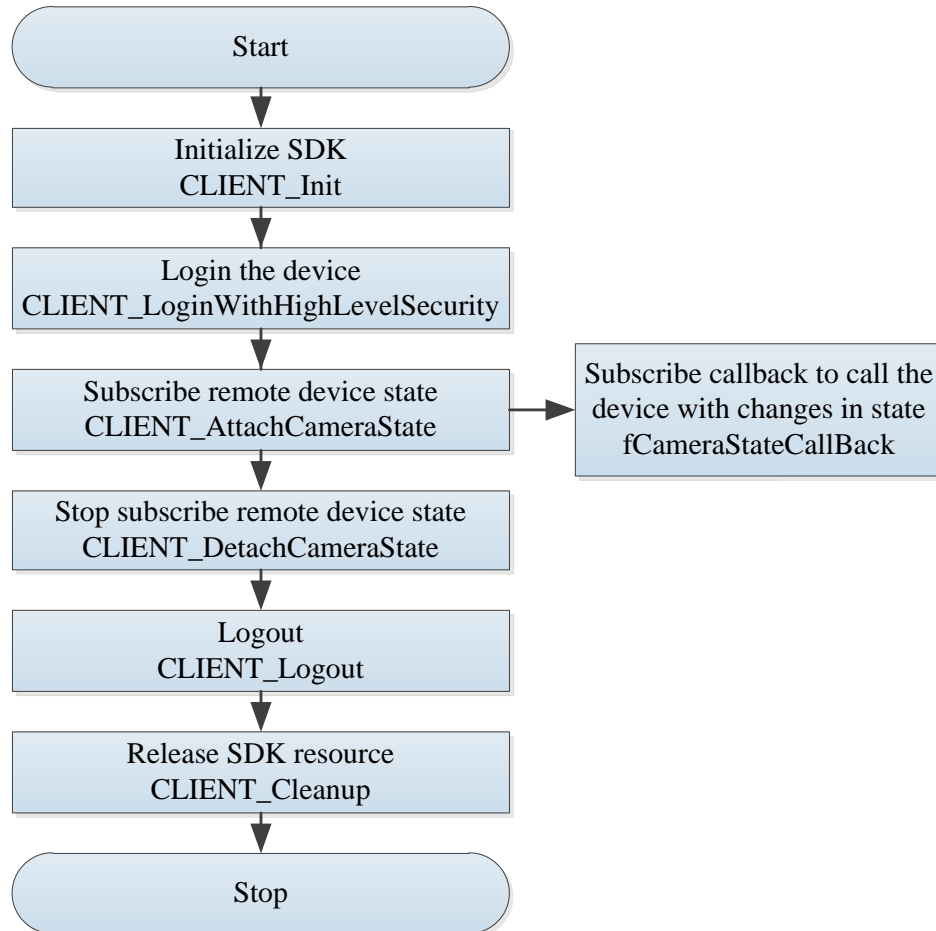 Start
Initialize SDK
CLIENT_Init
Login the device
CLIENT_LoginWithHighLevelSecurity
Subscribe remote device state
CLIENT_AttachCameraState
Subscribe callback to call the
device with changes in state
fCameraStateCallBack
Stop subscribe remote device state
CLIENT_DetachCameraState
Logout
CLIENT_Logout
Release SDK resource
CLIENT_Cleanup
Stop